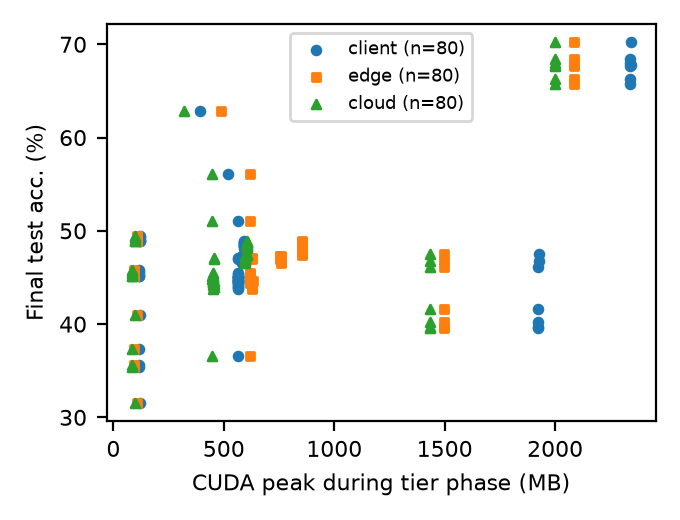 70
60
50
40
30
Final test acc. (%)
client (n=80)
edge (n=80)
cloud (n=80)
0
500
1000
1500
2000
CUDA peak during tier phase (MB)